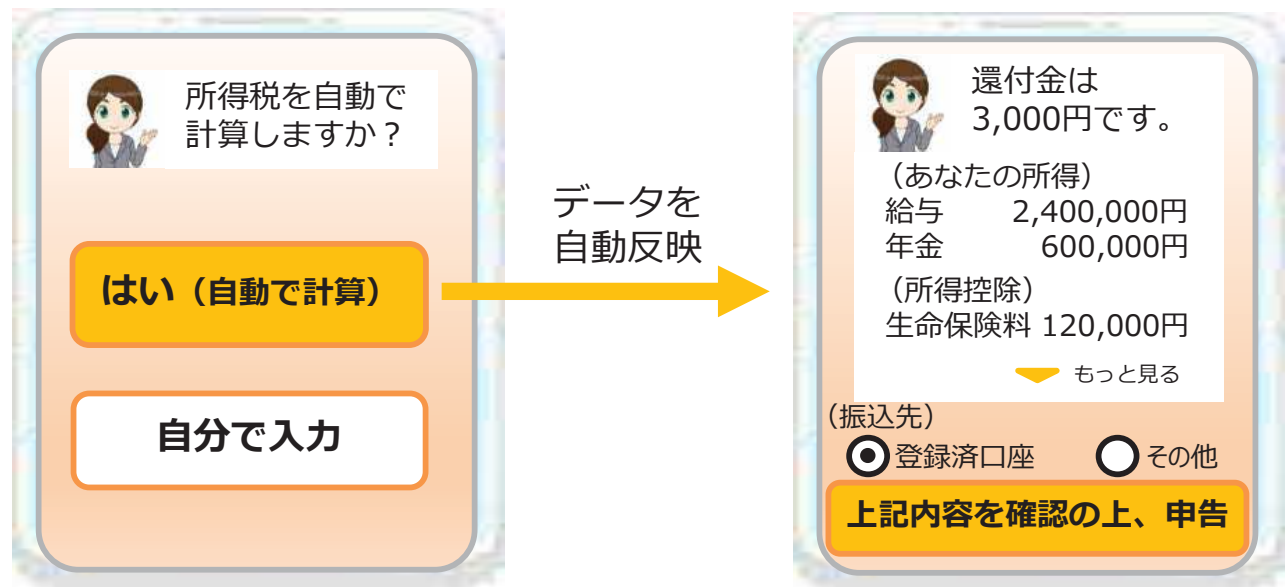 所得税を自動で
計算しますか？
はい（自動で計算）
自分で入力
データを
自動反映
還付金は
3,000円です。
（あなたの所得）
給与 2,400,000円
年金 600,000円
（所得控除）
生命保険料 120,000円
もっと見る
（振込先）
登録済口座 その他
上記内容を確認の上、申告